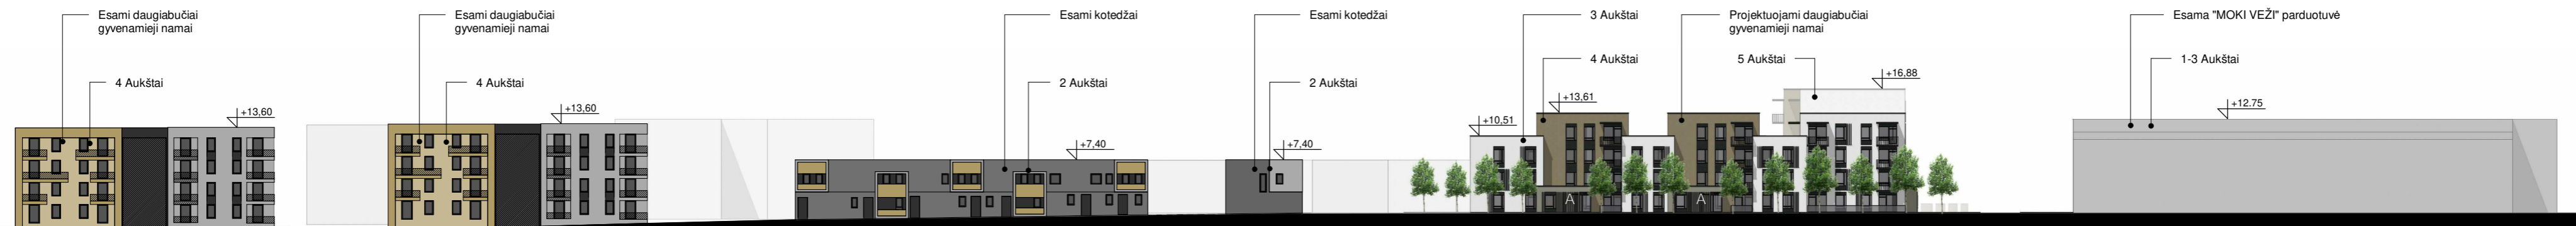 Esami daugiabučiai
gyvenamieji namai
4 Aukštai
+13,60
Esami daugiabučiai
gyvenamieji namai
4 Aukštai
+13,60
Esami kotedžai
2 Aukštai
+7,40
Esami kotedžai
2 Aukštai
+7,40
3 Aukštai
4 Aukštai
+10,51
+13,61
Projektuojami daugiabučiai
gyvenamieji namai
5 Aukštai
+16,88
A
A
Esama "MOKI VEŽI" parduotuvė
1-3 Aukštai
+12.75